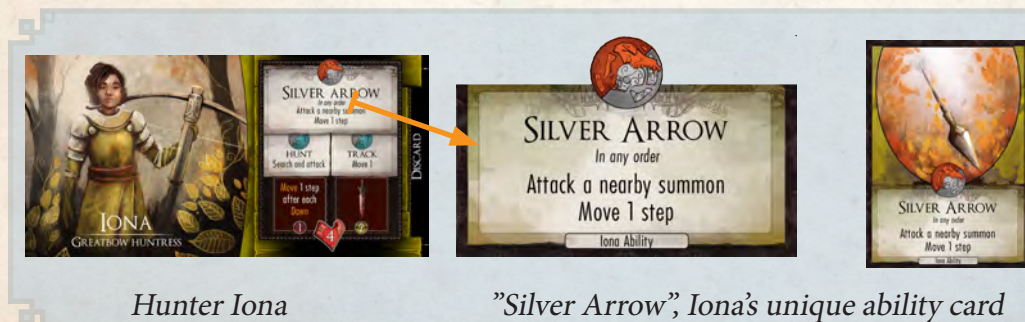 SILVER ARROW
In any order
Attack a nearby summon
Move 1 step
HUNT
Search and attack
TRACK
Move 1
Move 1 step
after each
Down
1
4
2
DISCARD
IONA
GREATBOW HUNTRESS
SILVER ARROW
In any order
Attack a nearby summon
Move 1 step
Iona Ability
SILVER ARROW
In any order
Attack a nearby summon
Move 1 step
Iona Ability
Hunter Iona
”Silver Arrow”, Iona's unique ability card